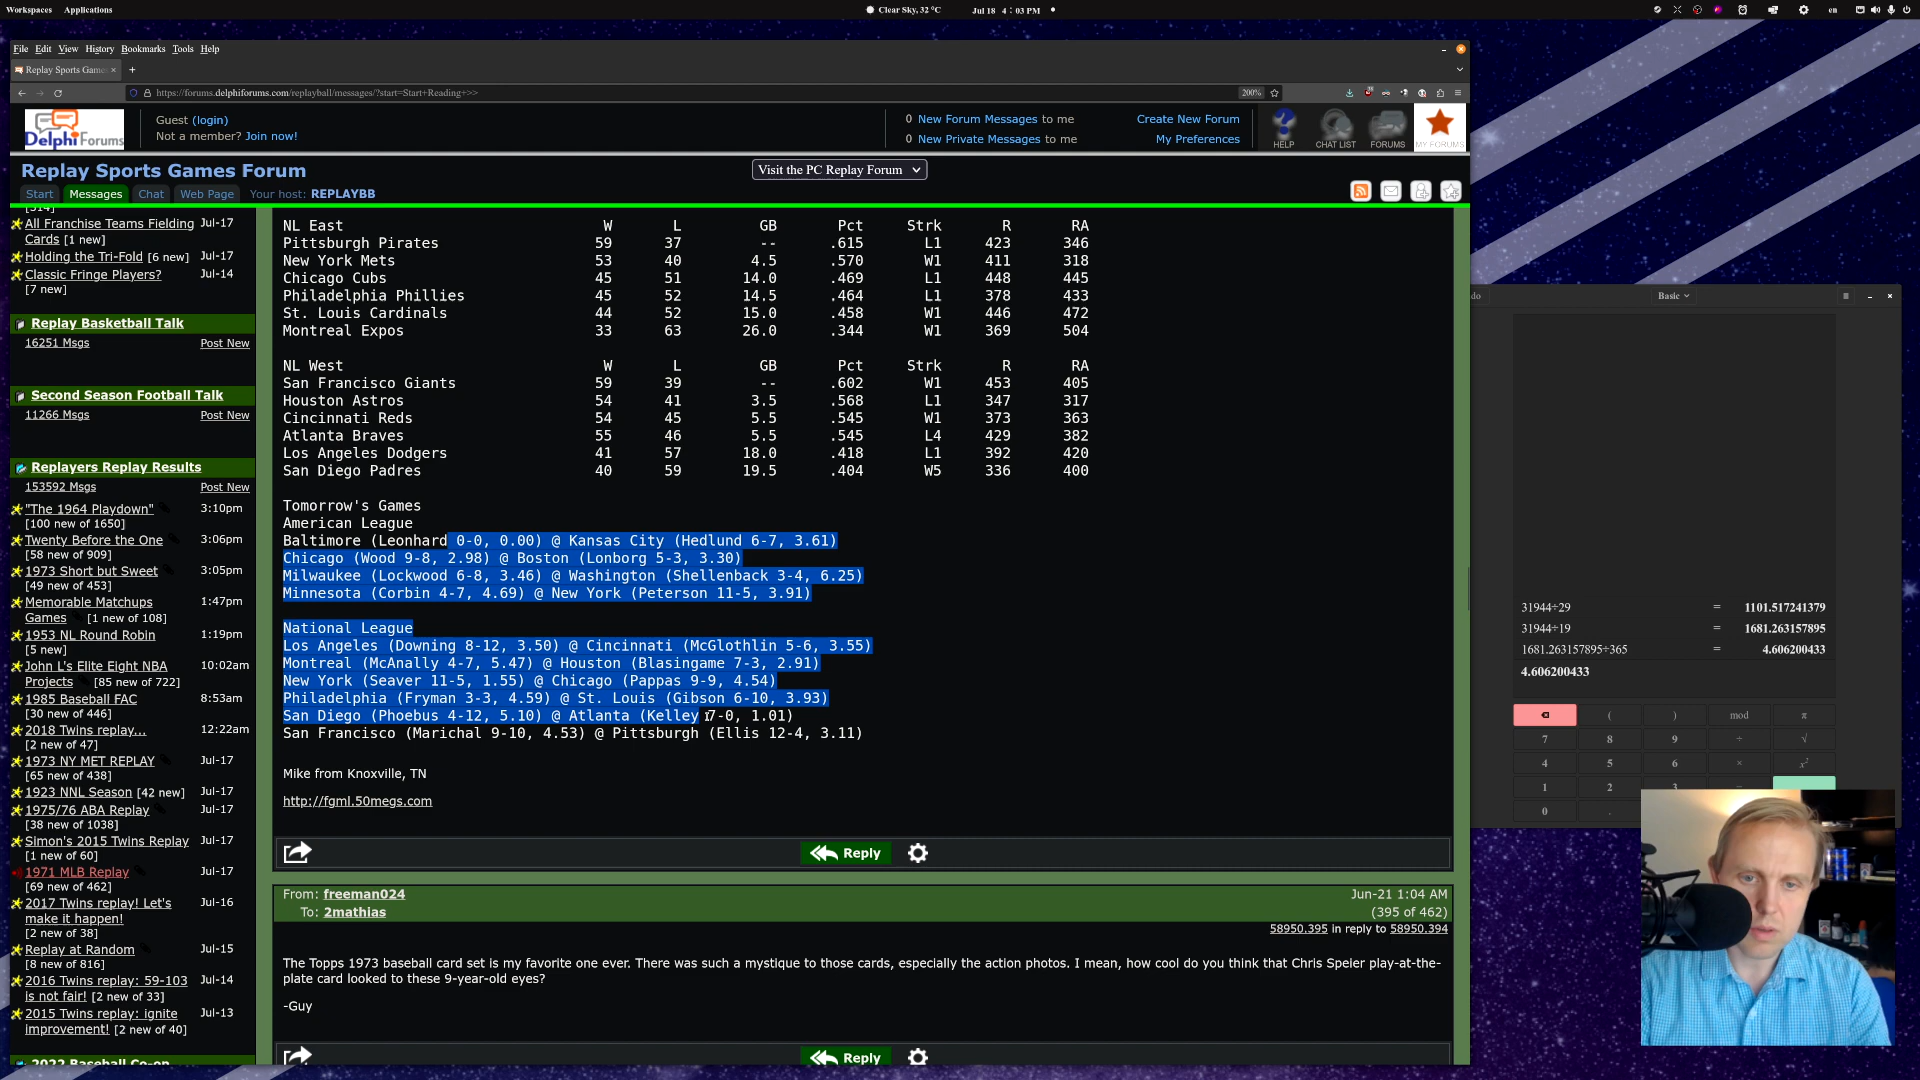 Workspaces Applications Clear Sky, 32 °C Jul 18 4:03 PM en
File Edit View History Bookmarks Tools Help
Replay Sports Game
https://forums.delphiforums.com/replayball/messages/?start=Start+Reading+>> 200%
DelphiForums
Guest (login)
Not a member? Join now!
0 New Forum Messages to me
0 New Private Messages to me
Create New Forum
My Preferences
HELP CHAT LIST FORUMS MY FORUMS
Replay Sports Games Forum
Visit the PC Replay Forum
Start Messages Chat Web Page Your host: REPLAYBB
[314]
All Franchise Teams Fielding Jul-17
Cards [1 new]
Holding the Tri-Fold [6 new] Jul-17
Classic Fringe Players? Jul-14
[7 new]
Replay Basketball Talk
16251 Msgs Post New
Second Season Football Talk
11266 Msgs Post New
Replayers Replay Results
153592 Msgs Post New
"The 1964 Playdown" 3:10pm
[100 new of 1650]
Twenty Before the One 3:06pm
[58 new of 909]
1973 Short but Sweet 3:05pm
[49 new of 453]
Memorable Matchups 1:47pm
Games [1 new of 108]
1953 NL Round Robin 1:19pm
[5 new]
John L's Elite Eight NBA 10:02am
Projects [85 new of 722]
1985 Baseball FAC 8:53am
[30 new of 446]
2018 Twins replay... 12:22am
[2 new of 47]
1973 NY MET REPLAY Jul-17
[65 new of 438]
1923 NNL Season [42 new] Jul-17
1975/76 ABA Replay Jul-17
[38 new of 1038]
Simon's 2015 Twins Replay Jul-17
[1 new of 60]
1971 MLB Replay Jul-17
[69 new of 462]
2017 Twins replay! Let's Jul-16
make it happen!
[2 new of 38]
Replay at Random Jul-15
[8 new of 816]
2016 Twins replay: 59-103 Jul-14
is not fair! [2 new of 33]
2015 Twins replay: ignite Jul-13
improvement! [2 new of 40]
2022 Baseball Co-op
NL East W L GB Pct Strk R RA
Pittsburgh Pirates 59 37 -- .615 L1 423 346
New York Mets 53 40 4.5 .570 W1 411 318
Chicago Cubs 45 51 14.0 .469 L1 448 445
Philadelphia Phillies 45 52 14.5 .464 L1 378 433
St. Louis Cardinals 44 52 15.0 .458 W1 446 472
Montreal Expos 33 63 26.0 .344 W1 369 504
NL West W L GB Pct Strk R RA
San Francisco Giants 59 39 -- .602 W1 453 405
Houston Astros 54 41 3.5 .568 L1 347 317
Cincinnati Reds 54 45 5.5 .545 W1 373 363
Atlanta Braves 55 46 5.5 .545 L4 429 382
Los Angeles Dodgers 41 57 18.0 .418 L1 392 420
San Diego Padres 40 59 19.5 .404 W5 336 400
Tomorrow's Games
American League
Baltimore (Leonhard 0-0, 0.00) @ Kansas City (Hedlund 6-7, 3.61)
Chicago (Wood 9-8, 2.98) @ Boston (Lonborg 5-3, 3.30)
Milwaukee (Lockwood 6-8, 3.46) @ Washington (Shellenback 3-4, 6.25)
Minnesota (Corbin 4-7, 4.69) @ New York (Peterson 11-5, 3.91)
National League
Los Angeles (Downing 8-12, 3.50) @ Cincinnati (McGlothlin 5-6, 3.55)
Montreal (McAnally 4-7, 5.47) @ Houston (Blasingame 7-3, 2.91)
New York (Seaver 11-5, 1.55) @ Chicago (Pappas 9-9, 4.54)
Philadelphia (Fryman 3-3, 4.59) @ St. Louis (Gibson 6-10, 3.93)
San Diego (Phoebus 4-12, 5.10) @ Atlanta (Kelley 7-0, 1.01)
San Francisco (Marichal 9-10, 4.53) @ Pittsburgh (Ellis 12-4, 3.11)
Mike from Knoxville, TN
http://fgml.50megs.com
Reply
From: freeman024 Jun-21 1:04 AM
To: 2mathias (395 of 462)
58950.395 in reply to 58950.394
The Topps 1973 baseball card set is my favorite one ever. There was such a mystique to those cards, especially the action photos. I mean, how cool do you think that Chris Speier play-at-the-
plate card looked to these 9-year-old eyes?
-Guy
Reply
do Basic
31944÷29 = 1101.517241379
31944÷19 = 1681.263157895
1681.263157895÷365 = 4.606200433
4.606200433
( ) mod π
7 8 9 ÷ √
4 5 6 × x²
1 2 3 −
0 .